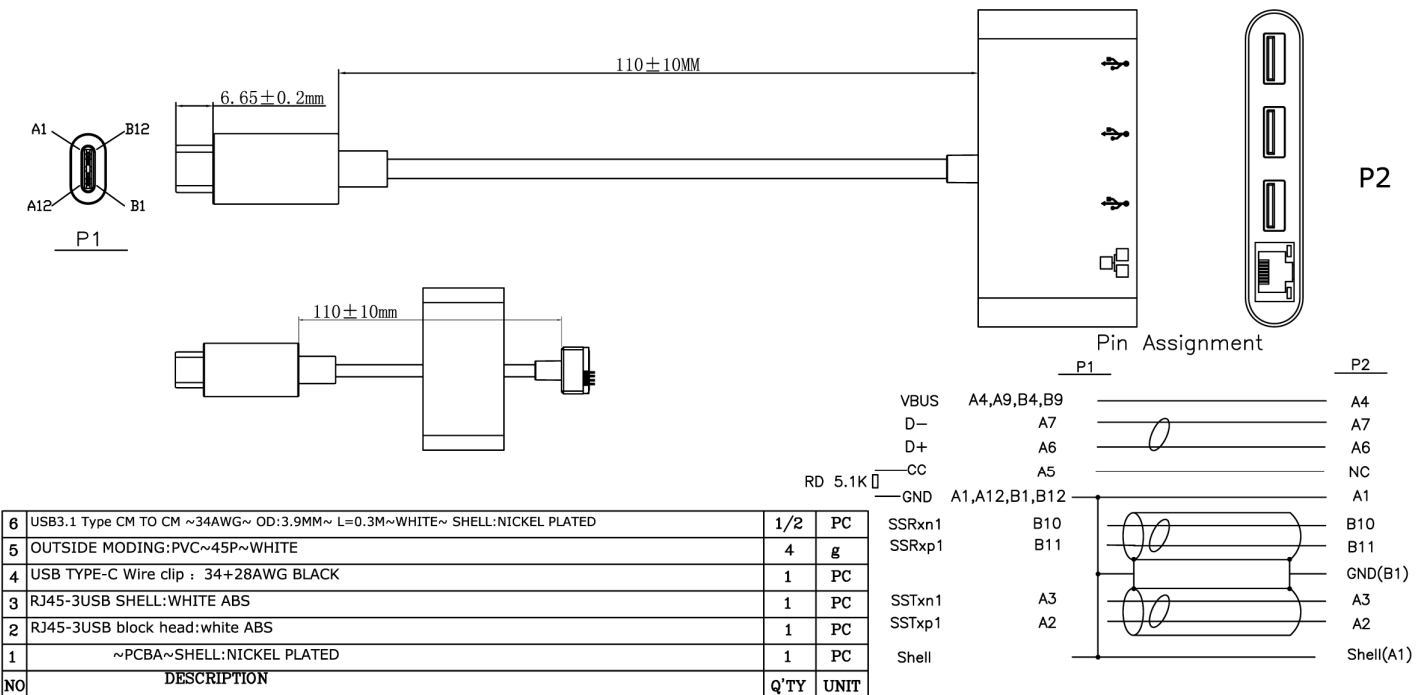 110±10MM
6.65±0.2mm
A1
B12
A12
B1
P1
P2
110±10mm
Pin Assignment
P1 P2
VBUS A4,A9,B4,B9 A4
D- A7 A7
D+ A6 A6
CC A5 NC
RD 5.1K
GND A1,A12,B1,B12 A1
SSRxn1 B10 B10
SSRxp1 B11 B11
GND(B1)
SSTxn1 A3 A3
SSTxp1 A2 A2
Shell Shell(A1)
6 USB3.1 Type CM TO CM ~34AWG~ OD:3.9MM~ L=0.3M~WHITE~ SHELL:NICKEL PLATED 1/2 PC
5 OUTSIDE MODING:PVC~45P~WHITE 4 g
4 USB TYPE-C Wire clip : 34+28AWG BLACK 1 PC
3 RJ45-3USB SHELL:WHITE ABS 1 PC
2 RJ45-3USB block head:white ABS 1 PC
1 ~PCBA~SHELL:NICKEL PLATED 1 PC
NO DESCRIPTION Q'TY UNIT